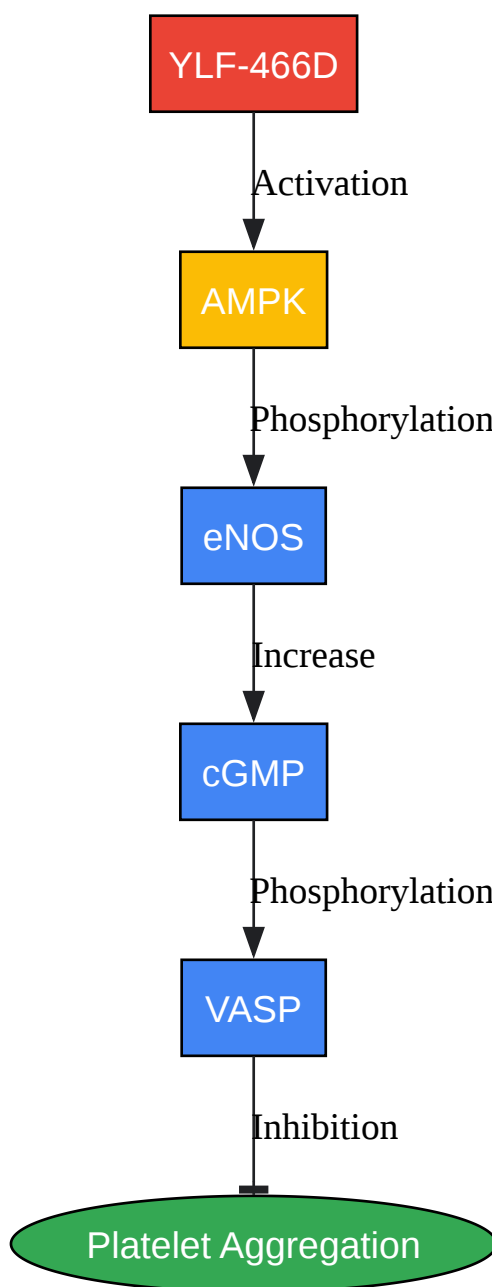 YLF-466D
Activation
AMPK
Phosphorylation
eNOS
Increase
cGMP
Phosphorylation
VASP
Inhibition
Platelet Aggregation